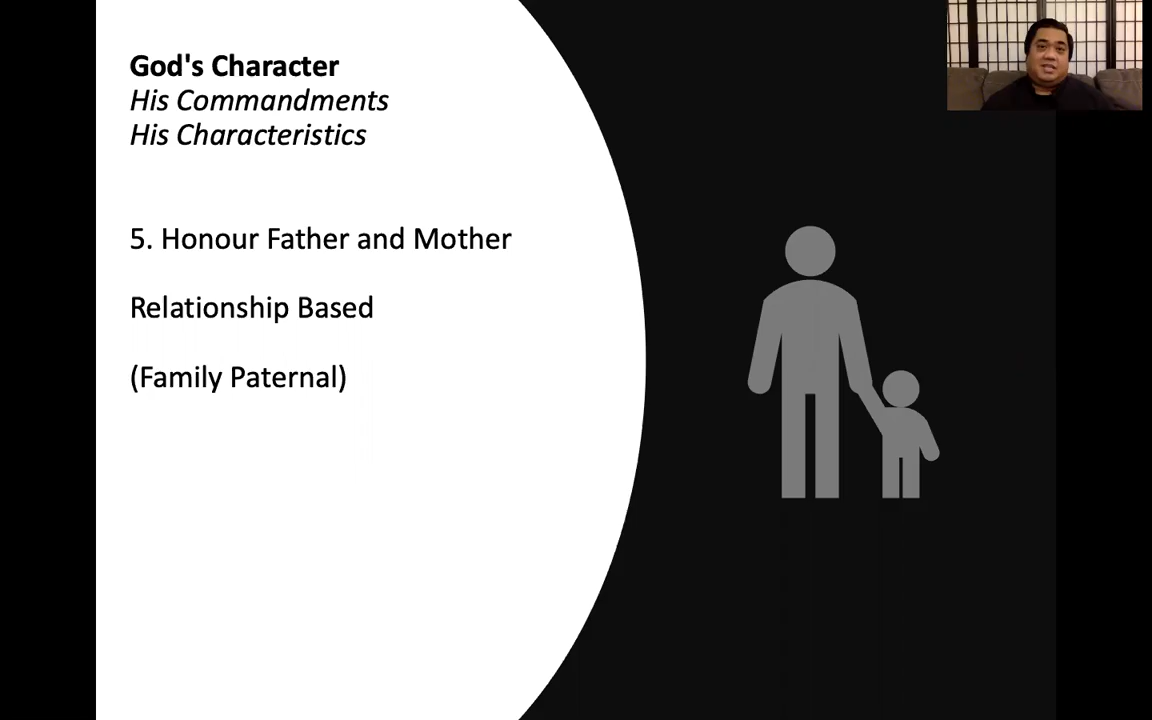 God's Character
His Commandments
His Characteristics
5. Honour Father and Mother
Relationship Based
(Family Paternal)